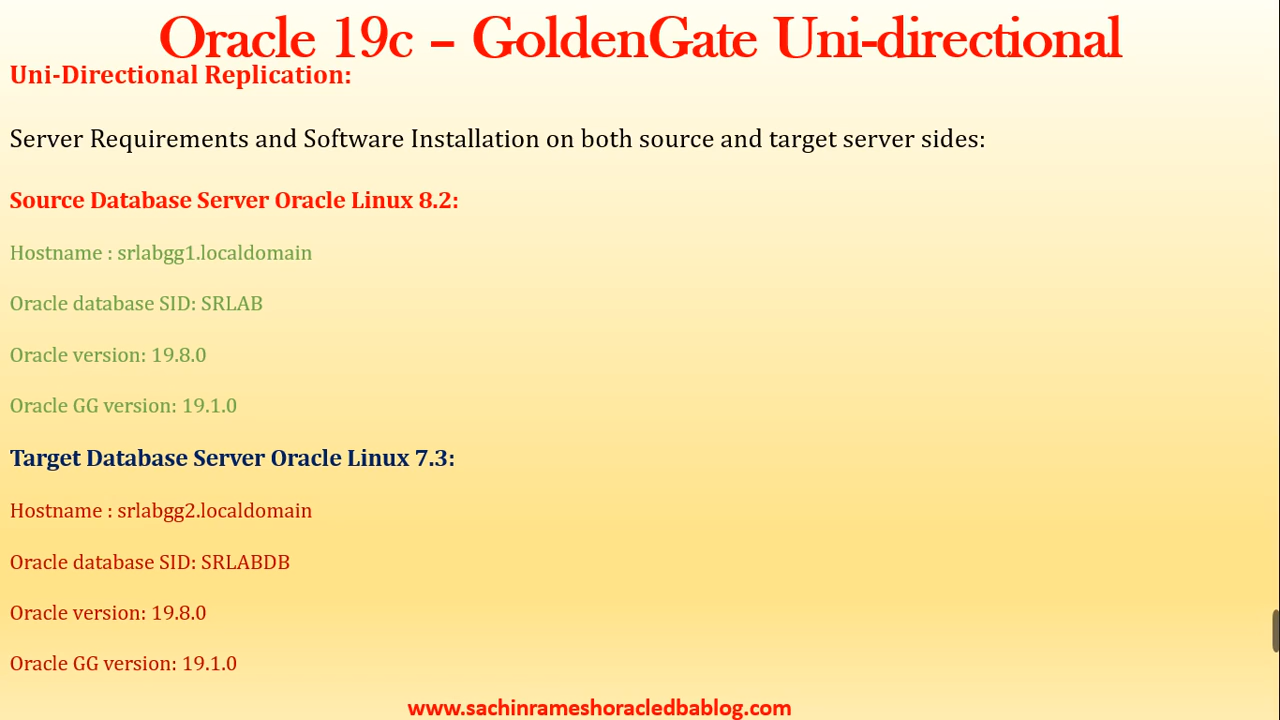 Oracle 19c – GoldenGate Uni-directional
Uni-Directional Replication:
Server Requirements and Software Installation on both source and target server sides:
Source Database Server Oracle Linux 8.2:
Hostname : srlabgg1.localdomain
Oracle database SID: SRLAB
Oracle version: 19.8.0
Oracle GG version: 19.1.0
Target Database Server Oracle Linux 7.3:
Hostname : srlabgg2.localdomain
Oracle database SID: SRLABDB
Oracle version: 19.8.0
Oracle GG version: 19.1.0
www.sachinrameshoracledbablog.com